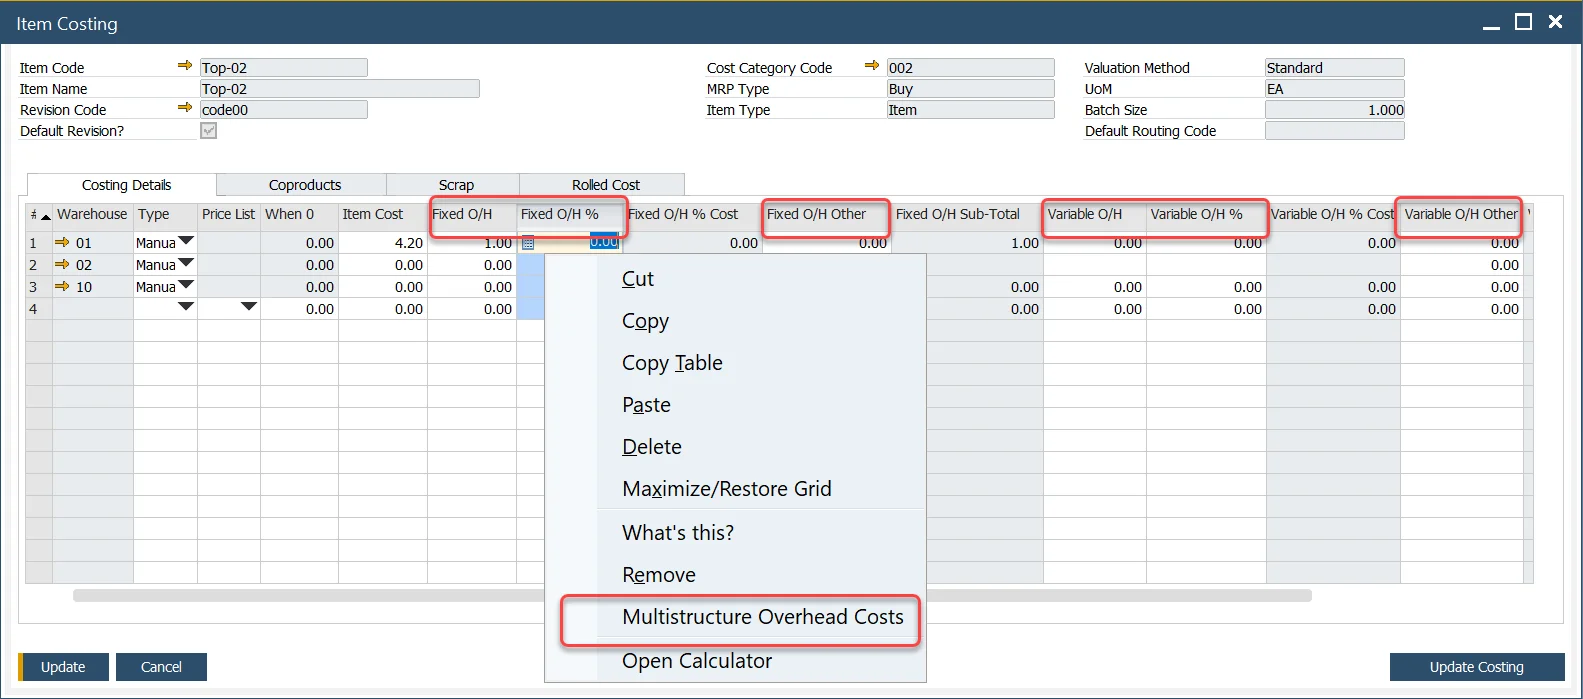 Item Costing
Item Code Top-02 Cost Category Code 002 Valuation Method Standard
Item Name Top-02 MRP Type Buy UoM EA
Revision Code code00 Item Type Item Batch Size 1.000
Default Revision? Default Routing Code
Costing Details Coproducts Scrap Rolled Cost
# Warehouse Type Price List When 0 Item Cost Fixed O/H Fixed O/H % Fixed O/H % Cost Fixed O/H Other Fixed O/H Sub-Total Variable O/H Variable O/H % Variable O/H % Cost Variable O/H Other
1 01 Manua 0.00 4.20 1.00 0.00 0.00 0.00 1.00 0.00 0.00 0.00 0.00
2 02 Manua 0.00 0.00 0.00 0.00
3 10 Manua 0.00 0.00 0.00 0.00 0.00 0.00 0.00 0.00
4 0.00 0.00 0.00 0.00 0.00 0.00 0.00 0.00
Cut
Copy
Copy Table
Paste
Delete
Maximize/Restore Grid
What's this?
Remove
Multistructure Overhead Costs
Open Calculator
Update Cancel Update Costing